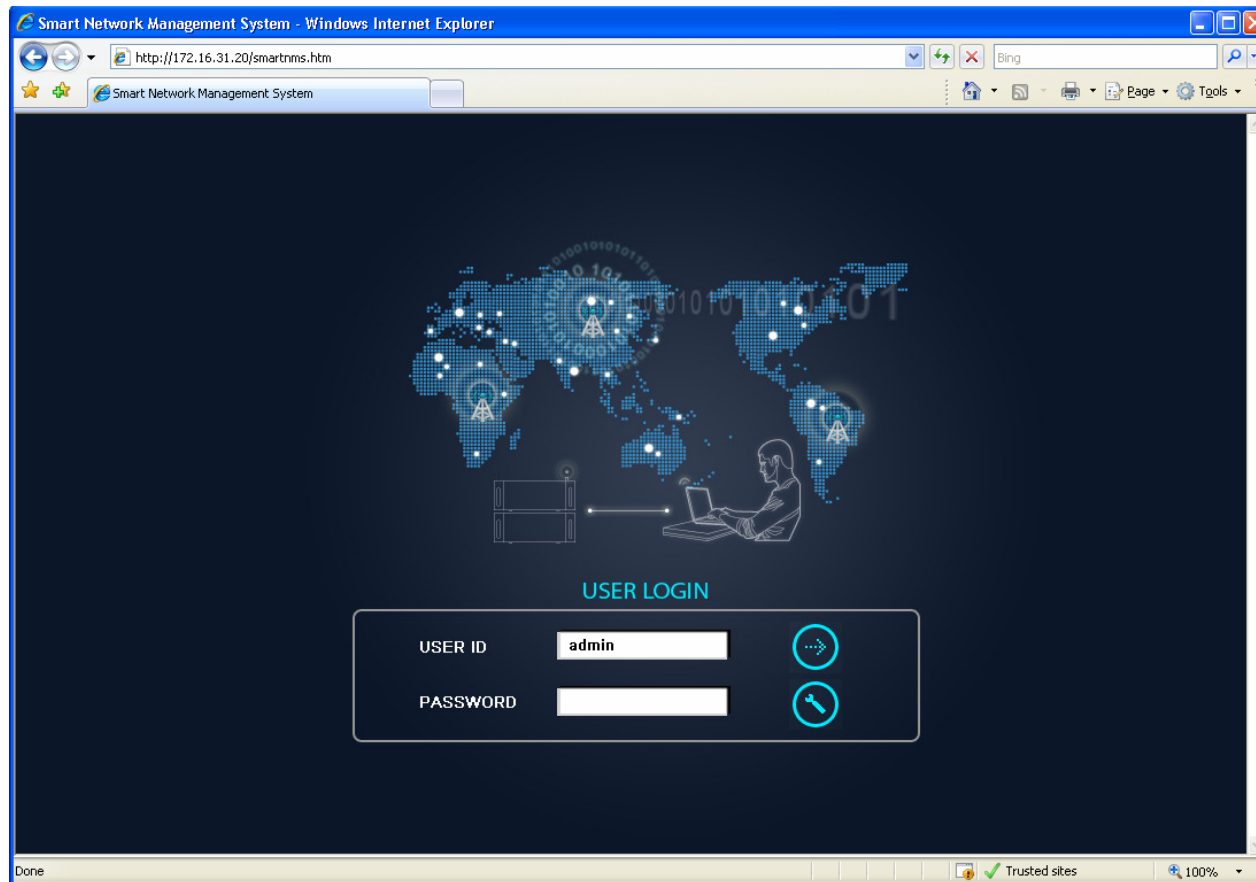 Smart Network Management System - Windows Internet Explorer
http://172.16.31.20/smartnms.htm
Bing
Smart Network Management System
Page
Tools
USER LOGIN
USER ID
admin
PASSWORD
Done
Trusted sites
100%